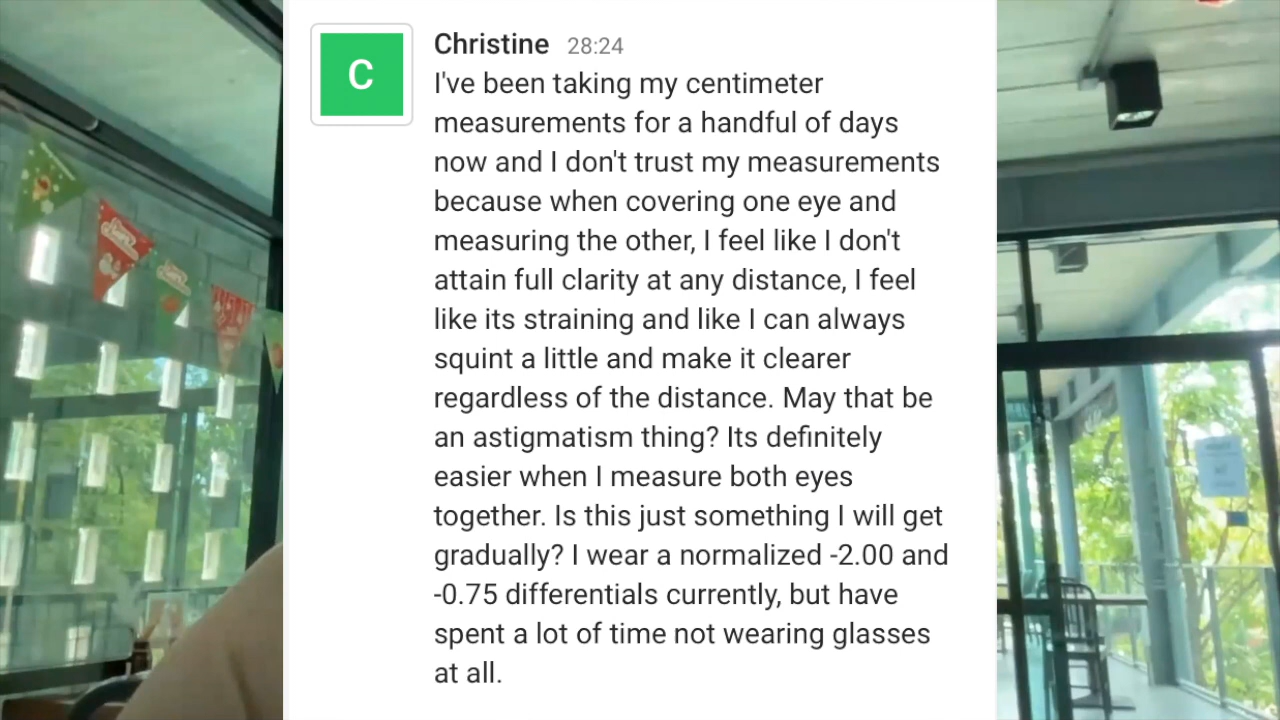 C
Christine 28:24
I've been taking my centimeter
measurements for a handful of days
now and I don't trust my measurements
because when covering one eye and
measuring the other, I feel like I don't
attain full clarity at any distance, I feel
like its straining and like I can always
squint a little and make it clearer
regardless of the distance. May that be
an astigmatism thing? Its definitely
easier when I measure both eyes
together. Is this just something I will get
gradually? I wear a normalized -2.00 and
-0.75 differentials currently, but have
spent a lot of time not wearing glasses
at all.